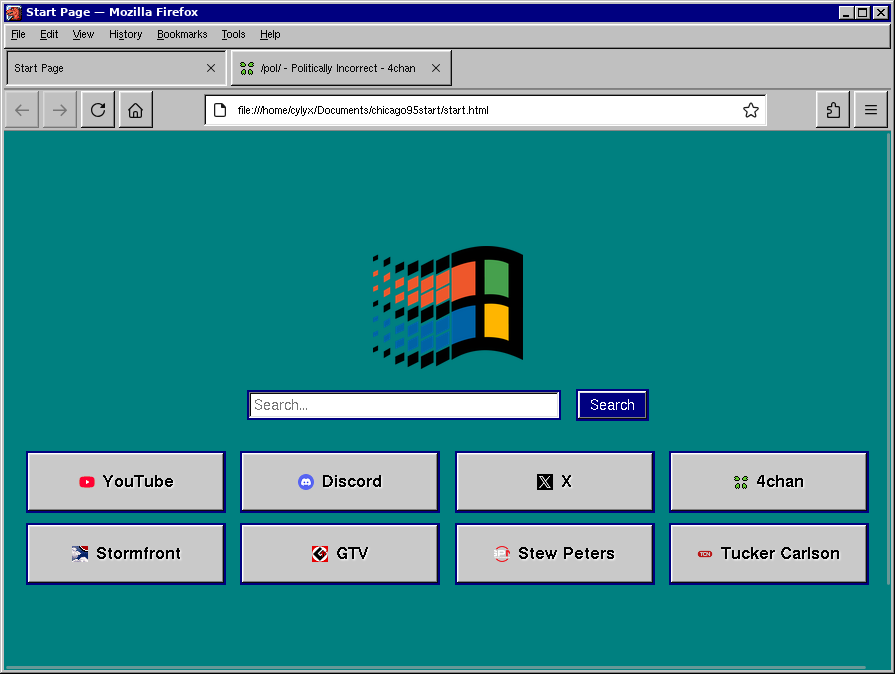 Start Page — Mozilla Firefox
File Edit View History Bookmarks Tools Help
Start Page /pol/ - Politically Incorrect - 4chan
file:///home/cylyx/Documents/chicago95start/start.html
Search... Search
YouTube Discord X 4chan
Stormfront GTV Stew Peters TCN Tucker Carlson